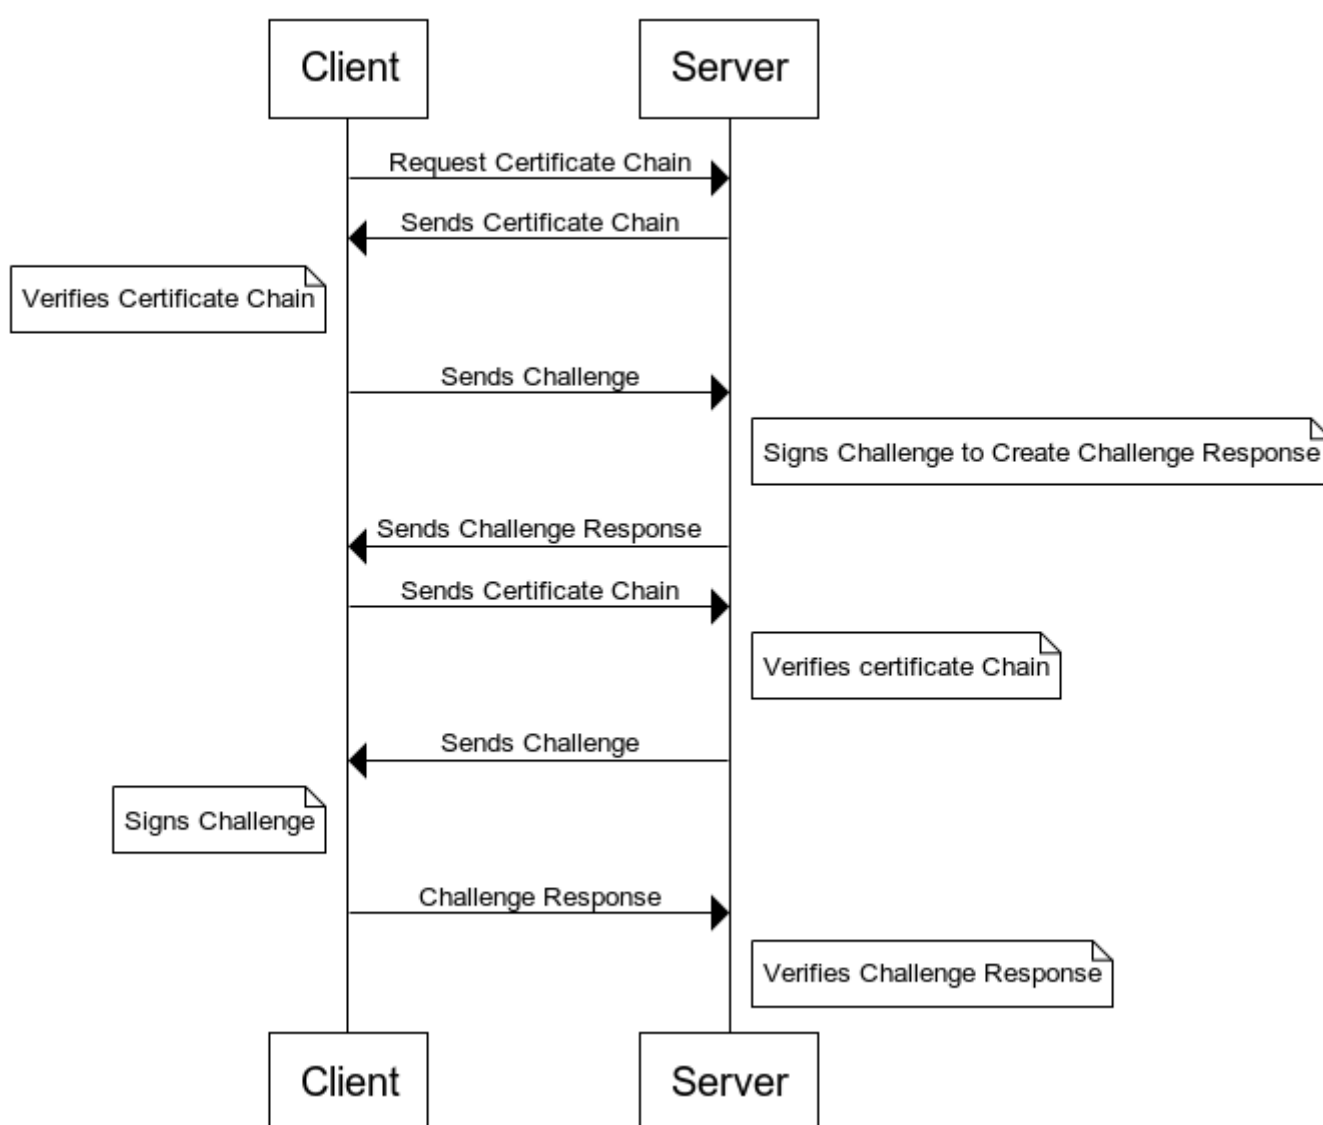 Client
Server
Request Certificate Chain
Sends Certificate Chain
Verifies Certificate Chain
Sends Challenge
Signs Challenge to Create Challenge Response
Sends Challenge Response
Sends Certificate Chain
Verifies certificate Chain
Sends Challenge
Signs Challenge
Challenge Response
Verifies Challenge Response
Client
Server